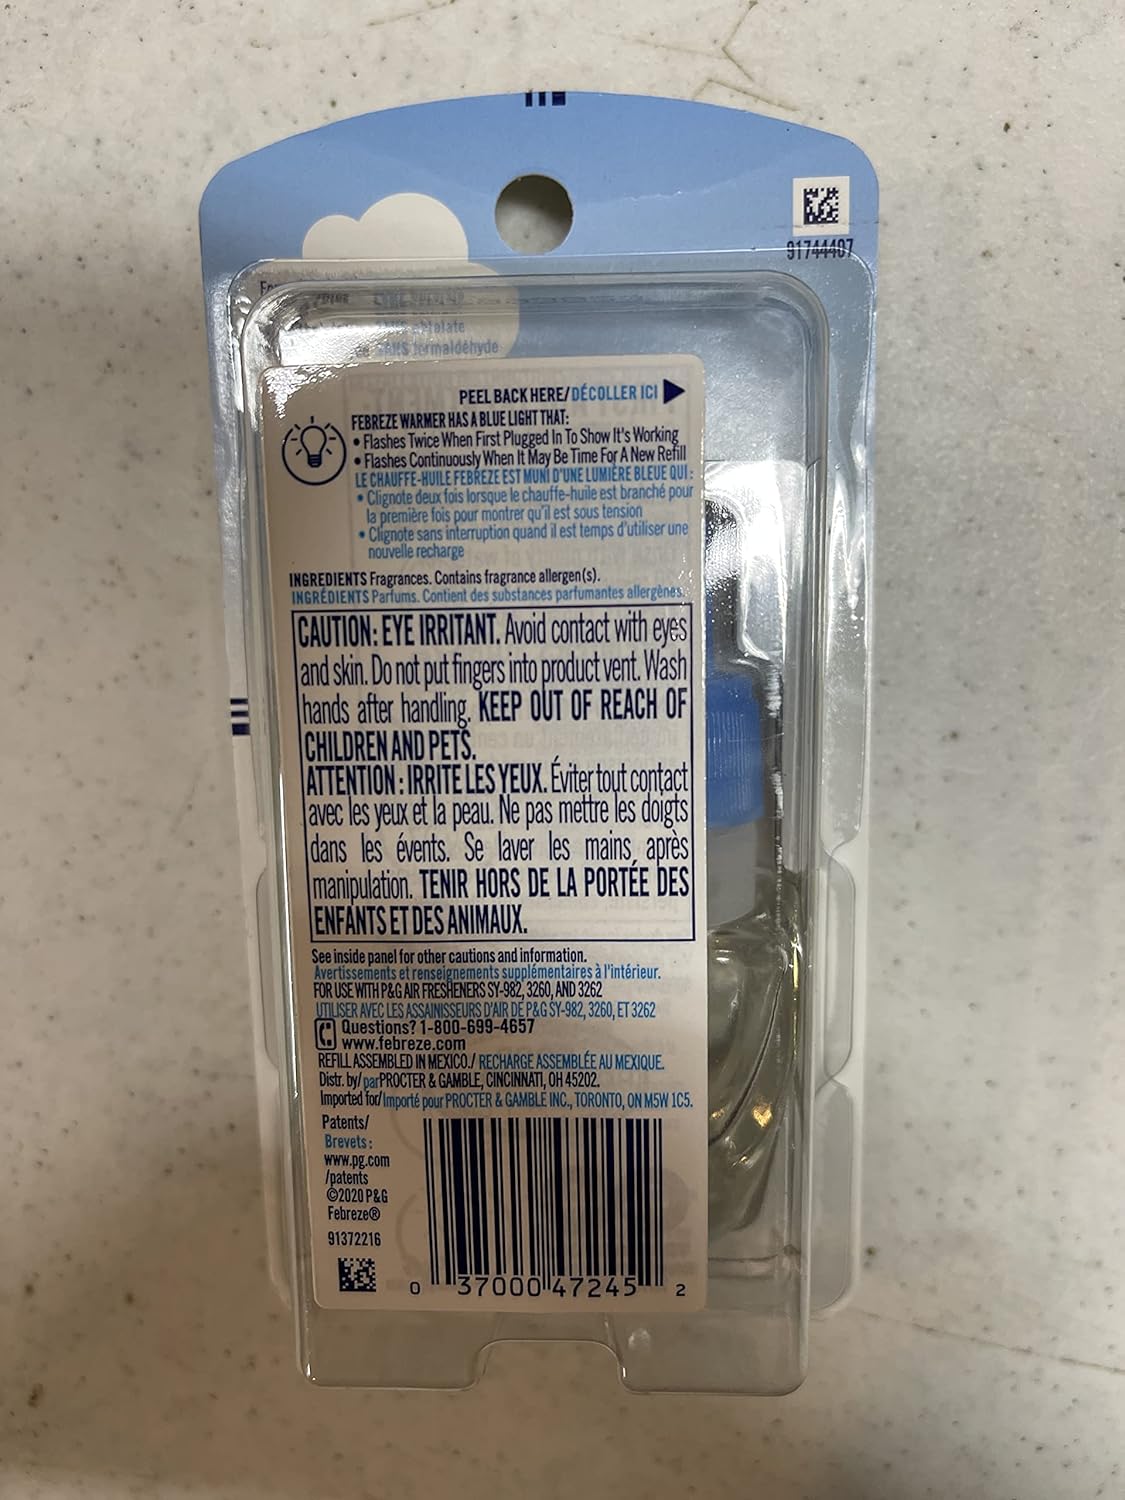 91744407
SANS formaldéhyde
PEEL BACK HERE/DÉCOLLER ICI
FEBREZE WARMER HAS A BLUE LIGHT THAT:
• Flashes Twice When First Plugged In To Show It's Working
• Flashes Continuously When It May Be Time For A New Refill
LE CHAUFFE-HUILE FEBREZE EST MUNI D'UNE LUMIÈRE BLEUE QUI :
• Clignote deux fois lorsque le chauffe-huile est branché pour
la première fois pour montrer qu'il est sous tension
• Clignote sans interruption quand il est temps d'utiliser une
nouvelle recharge
INGREDIENTS Fragrances. Contains fragrance allergen(s).
INGRÉDIENTS Parfums. Contient des substances parfumantes allergènes.
CAUTION: EYE IRRITANT. Avoid contact with eyes
and skin. Do not put fingers into product vent. Wash
hands after handling. KEEP OUT OF REACH OF
CHILDREN AND PETS.
ATTENTION : IRRITE LES YEUX. Éviter tout contact
avec les yeux et la peau. Ne pas mettre les doigts
dans les évents. Se laver les mains après
manipulation. TENIR HORS DE LA PORTÉE DES
ENFANTS ET DES ANIMAUX.
See inside panel for other cautions and information.
Avertissements et renseignements supplémentaires à l'intérieur.
FOR USE WITH P&G AIR FRESHENERS SY-982, 3260, AND 3262
UTILISER AVEC LES ASSAINISSEURS D'AIR DE P&G SY-982, 3260, ET 3262
Questions? 1-800-699-4657
www.febreze.com
REFILL ASSEMBLED IN MEXICO./ RECHARGE ASSEMBLÉE AU MEXIQUE.
Distr. by/par PROCTER & GAMBLE, CINCINNATI, OH 45202.
Imported for/Importé pour PROCTER & GAMBLE INC., TORONTO, ON M5W 1C5.
Patents/
Brevets :
www.pg.com
/patents
©2020 P&G
Febreze®
91372216
0 37000 47245 2